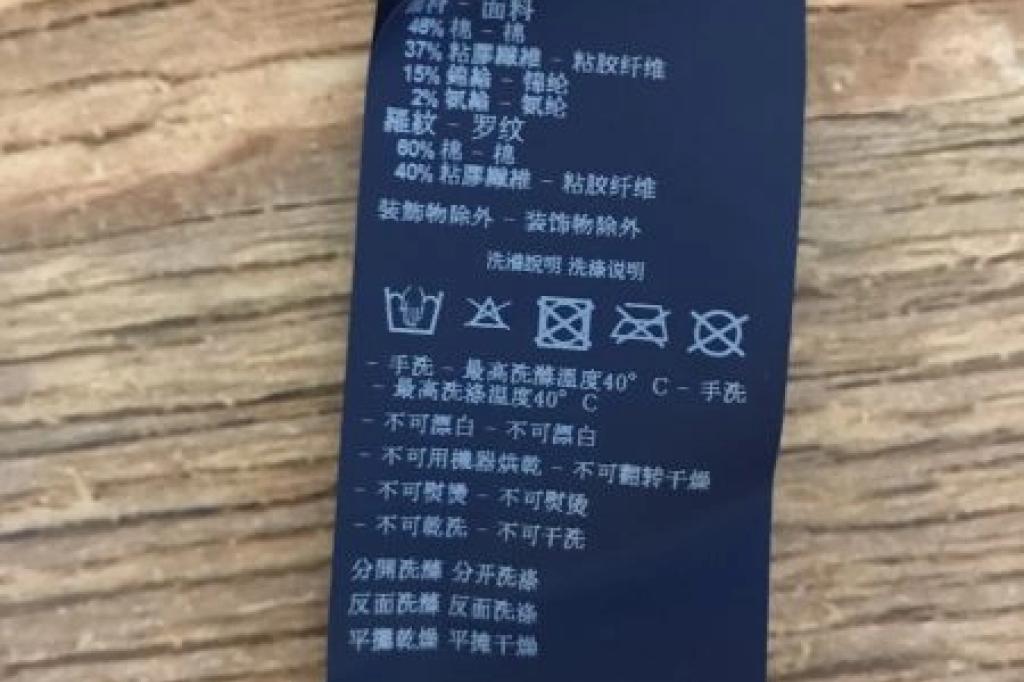 面料 - 面料
46% 棉 - 棉
37% 粘膠纖維 - 粘胶纤维
15% 錦綸 - 锦纶
2% 氨綸 - 氨纶
羅紋 - 罗纹
60% 棉 - 棉
40% 粘膠纖維 - 粘胶纤维
装飾物除外 - 装饰物除外
洗滌說明 洗涤说明
- 手洗 - 最高洗滌溫度40° C - 手洗
- 最高洗涤温度40° C
- 不可漂白 - 不可漂白
- 不可用機器烘乾 - 不可翻转干燥
- 不可熨燙 - 不可熨烫
- 不可乾洗 - 不可干洗
分開洗滌 分开洗涤
反面洗滌 反面洗涤
平攤乾燥 平摊干燥